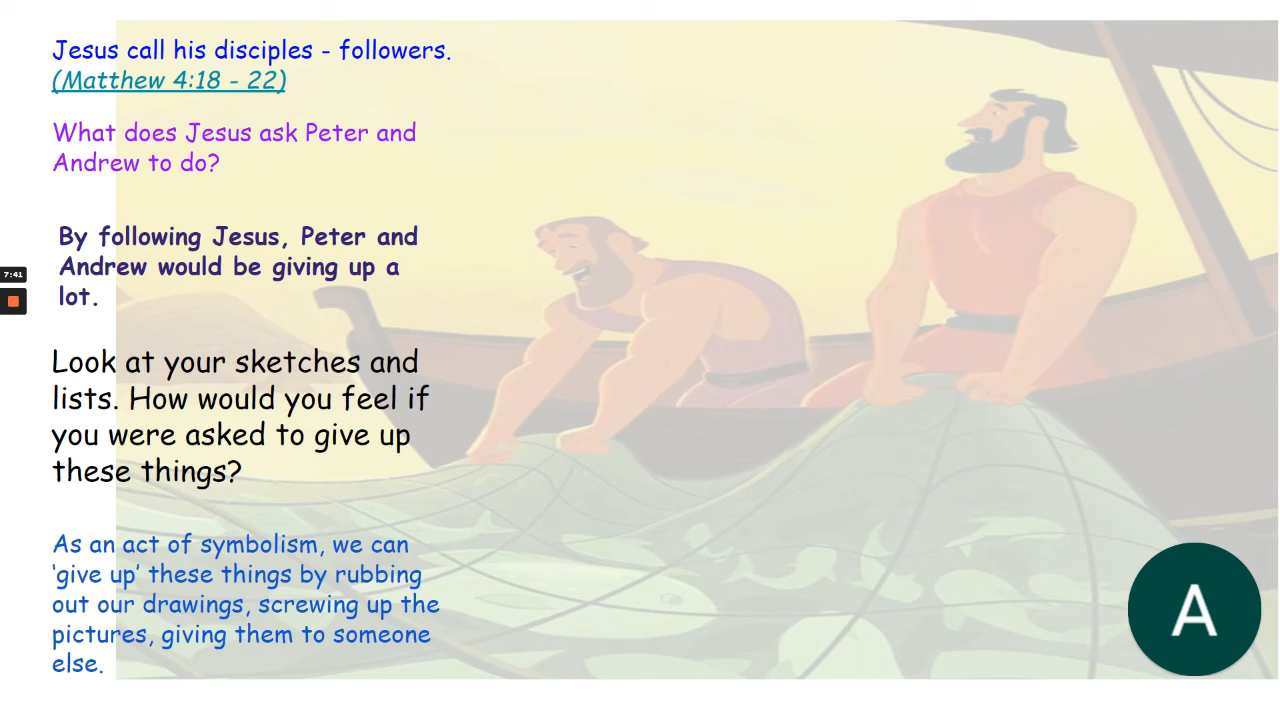 Jesus call his disciples - followers.
(Matthew 4:18 - 22)
What does Jesus ask Peter and
Andrew to do?
By following Jesus, Peter and
Andrew would be giving up a
lot.
7:41
Look at your sketches and
lists. How would you feel if
you were asked to give up
these things?
As an act of symbolism, we can
‘give up’ these things by rubbing
out our drawings, screwing up the
pictures, giving them to someone
else.
A